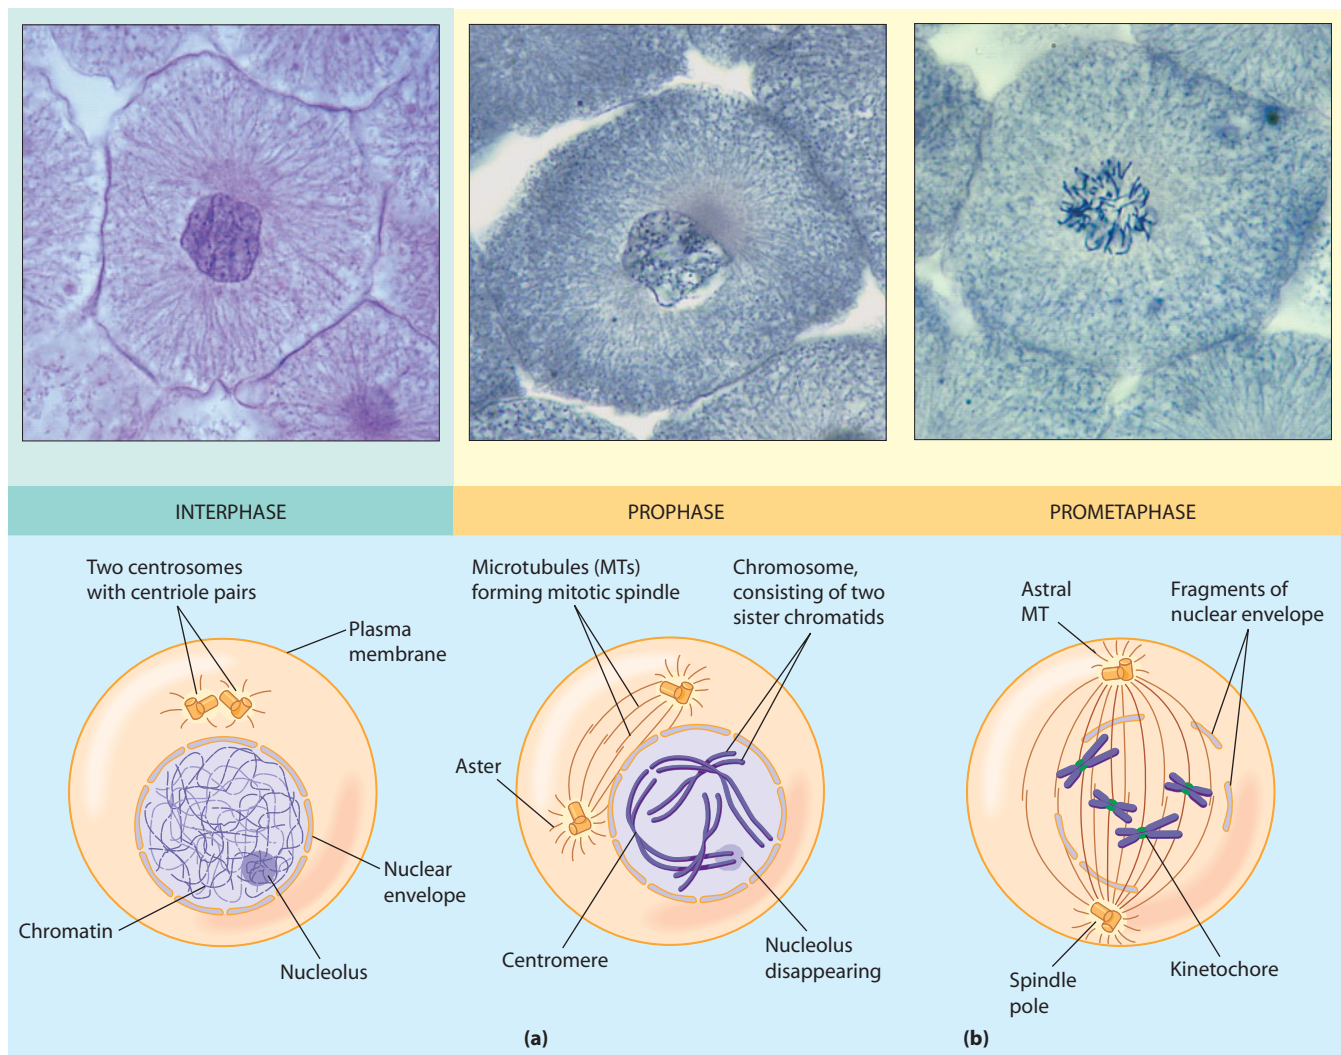 INTERPHASE
PROPHASE
PROMETAPHASE
Two centrosomes
with centriole pairs
Plasma
membrane
Nuclear
envelope
Chromatin
Nucleolus
Microtubules (MTs)
forming mitotic spindle
Chromosome,
consisting of two
sister chromatids
Aster
Centromere
Nucleolus
disappearing
(a)
Astral
MT
Fragments of
nuclear envelope
Spindle
pole
Kinetochore
(b)